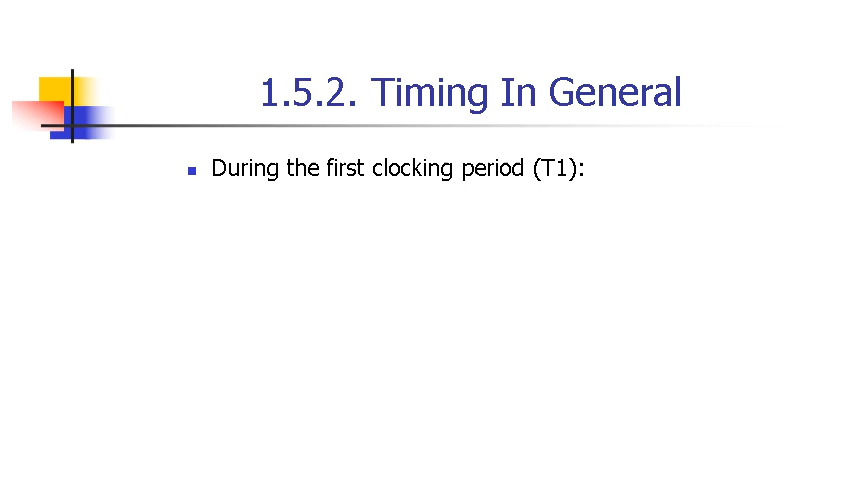 1.5.2. Timing In General
During the first clocking period (T1):